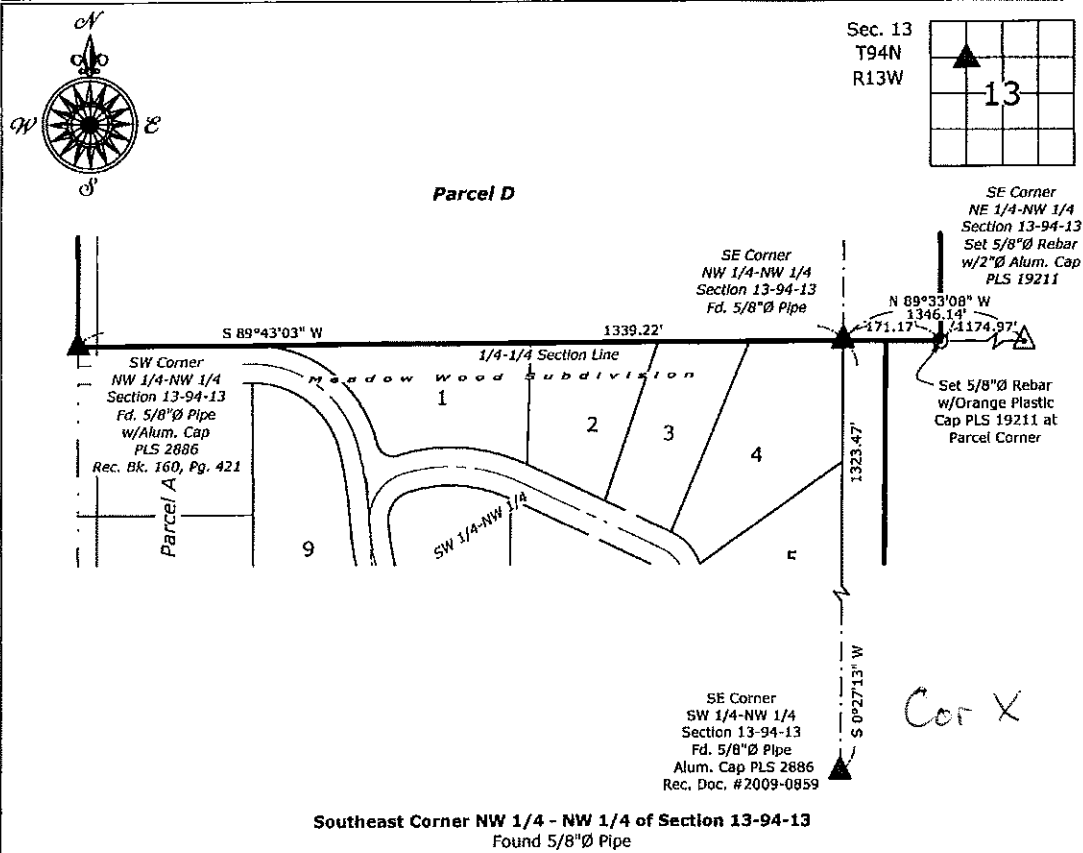 N
W
E
S
Sec. 13
T94N
R13W
13
Parcel D
SE Corner
NE 1/4-NW 1/4
Section 13-94-13
Set 5/8"Ø Rebar
w/2"Ø Alum. Cap
PLS 19211
SE Corner
NW 1/4-NW 1/4
Section 13-94-13
Fd. 5/8"Ø Pipe
N 89°33'08" W
1346.14'
171.17'
1174.97'
S 89°43'03" W
1339.22'
1/4-1/4 Section Line
Meadow Wood Subdivision
SW Corner
NW 1/4-NW 1/4
Section 13-94-13
Fd. 5/8"Ø Pipe
w/Alum. Cap
PLS 2886
Rec. Bk. 160, Pg. 421
1
2
3
4
Set 5/8"Ø Rebar
w/Orange Plastic
Cap PLS 19211 at
Parcel Corner
1323.47'
Parcel A
SW 1/4-NW 1/4
9
5
S 0°27'13" W
Cor X
SE Corner
SW 1/4-NW 1/4
Section 13-94-13
Fd. 5/8"Ø Pipe
Alum. Cap PLS 2886
Rec. Doc. #2009-0859
Southeast Corner NW 1/4 - NW 1/4 of Section 13-94-13
Found 5/8"Ø Pipe